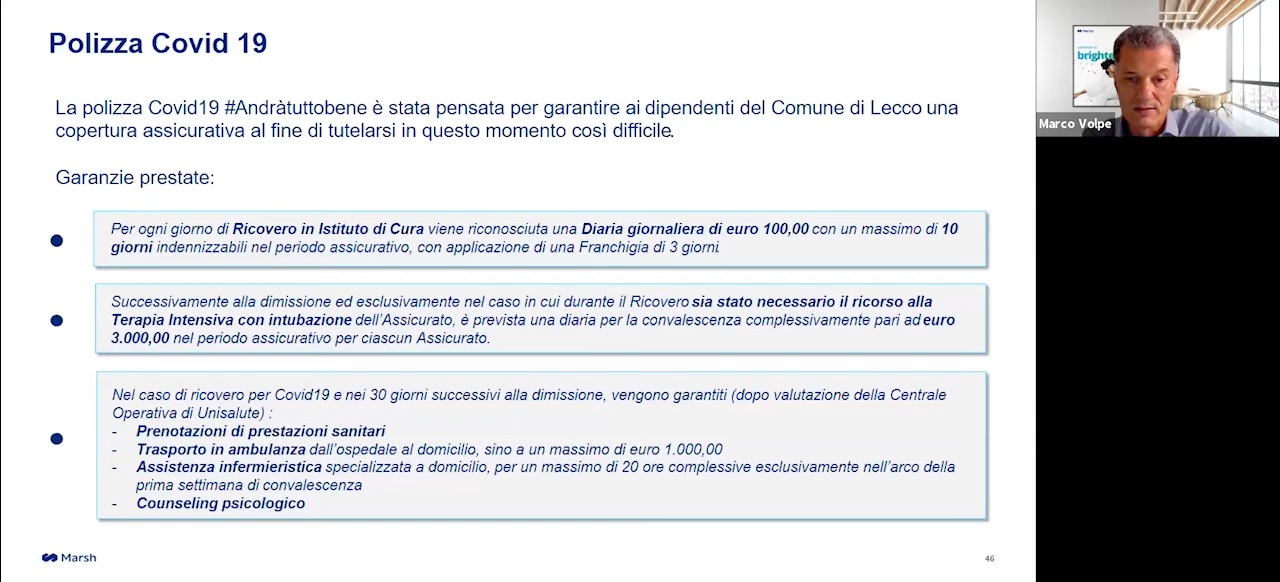 Polizza Covid 19
La polizza Covid19 #Andràtuttobene è stata pensata per garantire ai dipendenti del Comune di Lecco una
copertura assicurativa al fine di tutelarsi in questo momento così difficile.
Garanzie prestate:
Per ogni giorno di Ricovero in Istituto di Cura viene riconosciuta una Diaria giornaliera di euro 100,00 con un massimo di 10
giorni indennizzabili nel periodo assicurativo, con applicazione di una Franchigia di 3 giorni.
Successivamente alla dimissione ed esclusivamente nel caso in cui durante il Ricovero sia stato necessario il ricorso alla
Terapia Intensiva con intubazione dell'Assicurato, è prevista una diaria per la convalescenza complessivamente pari ad euro
3.000,00 nel periodo assicurativo per ciascun Assicurato.
Nel caso di ricovero per Covid19 e nei 30 giorni successivi alla dimissione, vengono garantiti (dopo valutazione della Centrale
Operativa di Unisalute) :
- Prenotazioni di prestazioni sanitari
- Trasporto in ambulanza dall'ospedale al domicilio, sino a un massimo di euro 1.000,00
- Assistenza infermieristica specializzata a domicilio, per un massimo di 20 ore complessive esclusivamente nell'arco della
prima settimana di convalescenza
- Counseling psicologico
Marsh
46
Marco Volpe